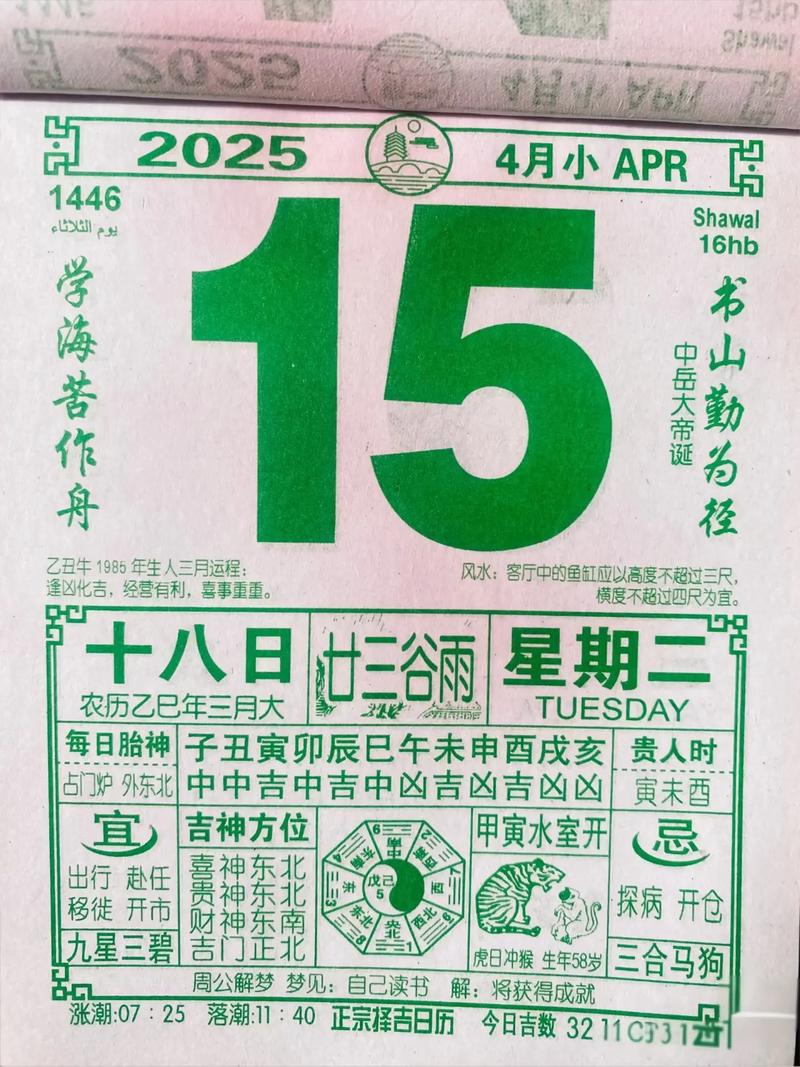 2025
4月小 APR
1446
يوم الثلاثاء
Shawal
16hb
15
书山勤为径
学海苦作舟
中岳大帝诞
乙丑牛 1985 年生人三月运程：
逢凶化吉，经营有利，喜事重重。
风水：客厅中的鱼缸应以高度不超过三尺，
横度不超过四尺为宜。
十八日
农历乙巳年三月大
廿三谷雨
星期二
TUESDAY
每日胎神
占门炉 外东北
子丑寅卯辰巳午未申酉戌亥
中中吉中吉中凶吉凶吉凶凶
贵人时
寅未酉
宜
出行 赴任
移徙 开市
九星三碧
吉神方位
喜神东北
贵神东北
财神东南
吉门正北
戊己
5
东
西
东北
西北
甲寅水室开
虎日冲猴 生年58岁
忌
探病 开仓
三合马狗
周公解梦 梦见：自己读书 解：将获得成就
涨潮:07：25 落潮:11：40 正宗择吉日历 今日吉数 32 11